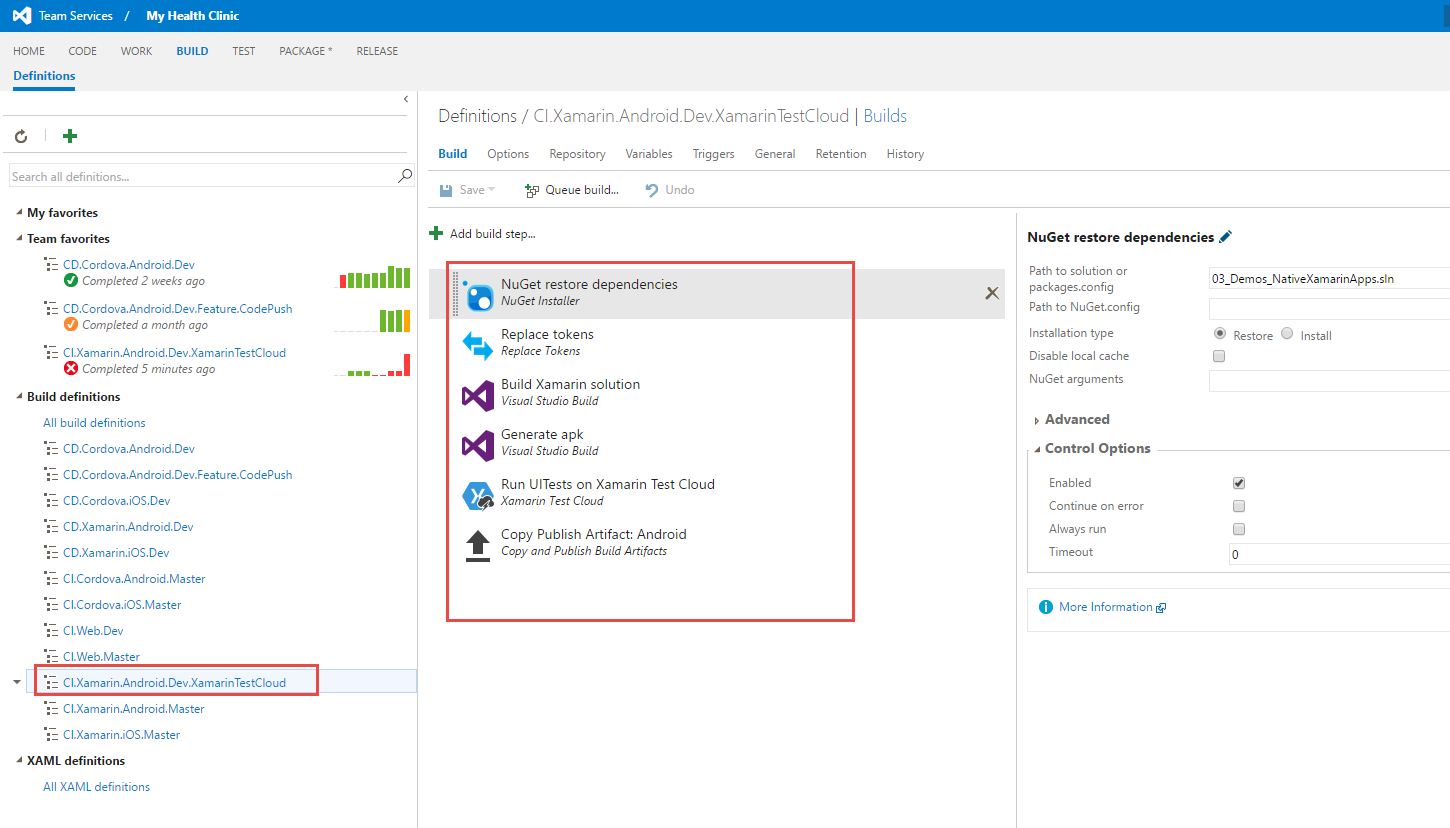 Team Services / My Health Clinic
HOME CODE WORK BUILD TEST PACKAGE * RELEASE
Definitions
Search all definitions...
My favorites
Team favorites
CD.Cordova.Android.Dev
Completed 2 weeks ago
CD.Cordova.Android.Dev.Feature.CodePush
Completed a month ago
CI.Xamarin.Android.Dev.XamarinTestCloud
Completed 5 minutes ago
Build definitions
All build definitions
CD.Cordova.Android.Dev
CD.Cordova.Android.Dev.Feature.CodePush
CD.Cordova.iOS.Dev
CD.Xamarin.Android.Dev
CD.Xamarin.iOS.Dev
CI.Cordova.Android.Master
CI.Cordova.iOS.Master
CI.Web.Dev
CI.Web.Master
CI.Xamarin.Android.Dev.XamarinTestCloud
CI.Xamarin.Android.Master
CI.Xamarin.iOS.Master
XAML definitions
All XAML definitions
Definitions / CI.Xamarin.Android.Dev.XamarinTestCloud | Builds
Build Options Repository Variables Triggers General Retention History
Save Queue build... Undo
Add build step...
NuGet restore dependencies
NuGet Installer
Replace tokens
Replace Tokens
Build Xamarin solution
Visual Studio Build
Generate apk
Visual Studio Build
Run UITests on Xamarin Test Cloud
Xamarin Test Cloud
Copy Publish Artifact: Android
Copy and Publish Build Artifacts
NuGet restore dependencies
Path to solution or
packages.config
03_Demos_NativeXamarinApps.sln
Path to NuGet.config
Installation type Restore Install
Disable local cache
NuGet arguments
Advanced
Control Options
Enabled
Continue on error
Always run
Timeout 0
More Information